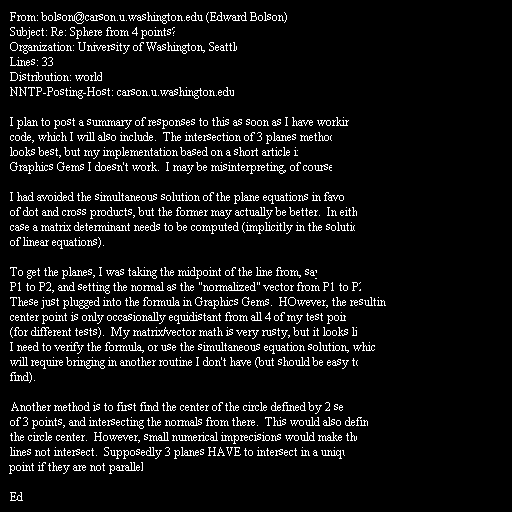 From: bolson@carson.u.washington.edu (Edward Bolson)
Subject: Re: Sphere from 4 points?
Organization: University of Washington, Seattl
Lines: 33
Distribution: world
NNTP-Posting-Host: carson.u.washington.edu

I plan to post a summary of responses to this as soon as I have workin
code, which I will also include.  The intersection of 3 planes metho
looks best, but my implementation based on a short article i
Graphics Gems I doesn't work.  I may be misinterpreting, of course

I had avoided the simultaneous solution of the plane equations in favo
of dot and cross products, but the former may actually be better.  In eith
case a matrix determinant needs to be computed (implicitly in the solutio
of linear equations).

To get the planes, I was taking the midpoint of the line from, say
P1 to P2, and setting the normal as the "normalized" vector from P1 to P2
These just plugged into the formula in Graphics Gems.  HOwever, the resultin
center point is only occasionally equidistant from all 4 of my test poin
(for different tests).  My matrix/vector math is very rusty, but it looks li
I need to verify the formula, or use the simultaneous equation solution, whic
will require bringing in another routine I don't have (but should be easy to
find).

Another method is to first find the center of the circle defined by 2 se
of 3 points, and intersecting the normals from there.  This would also defin
the circle center.  However, small numerical imprecisions would make the
lines not intersect.  Supposedly 3 planes HAVE to intersect in a uniqu
point if they are not parallel

Ed